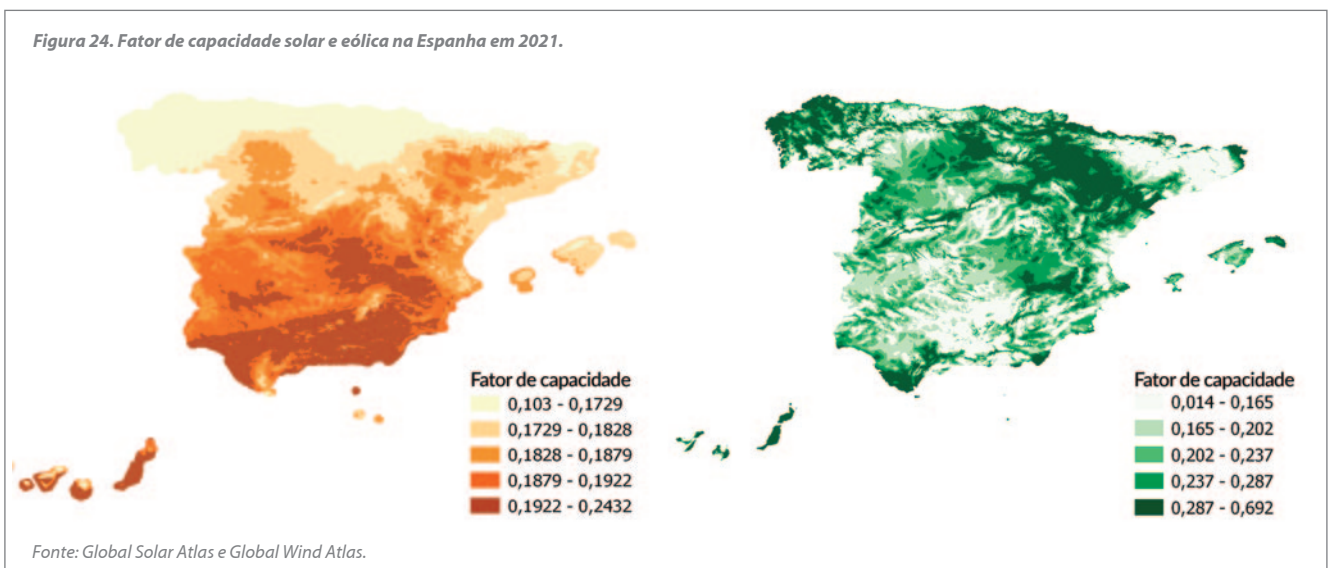 Figura 24. Fator de capacidade solar e eólica na Espanha em 2021.
Fator de capacidade
0,103 - 0,1729
0,1729 - 0,1828
0,1828 - 0,1879
0,1879 - 0,1922
0,1922 - 0,2432
Fator de capacidade
0,014 - 0,165
0,165 - 0,202
0,202 - 0,237
0,237 - 0,287
0,287 - 0,692
Fonte: Global Solar Atlas e Global Wind Atlas.